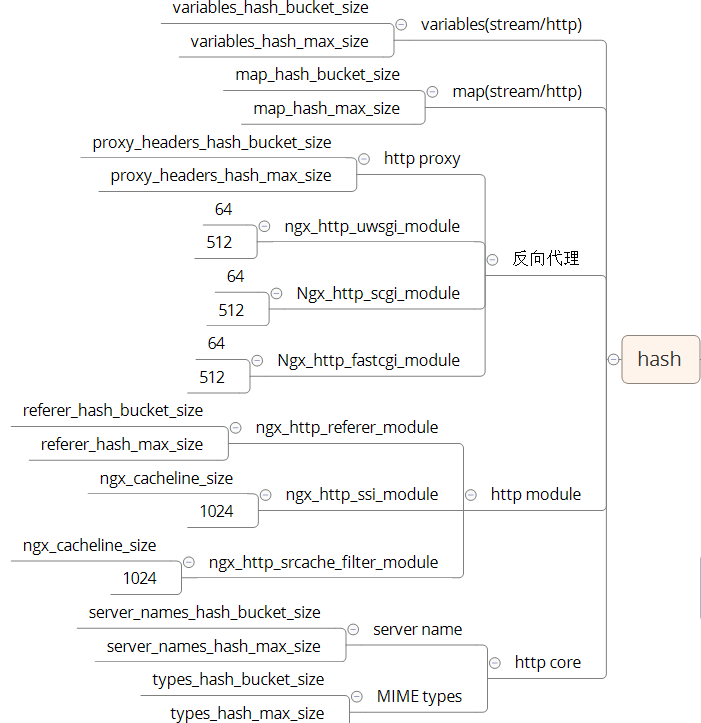 variables_hash_bucket_size
variables(stream/http)
variables_hash_max_size
map_hash_bucket_size
map(stream/http)
map_hash_max_size
proxy_headers_hash_bucket_size
http proxy
proxy_headers_hash_max_size
64
ngx_http_uwsgi_module
512
反向代理
64
Ngx_http_scgi_module
512
64
Ngx_http_fastcgi_module
512
hash
referer_hash_bucket_size
ngx_http_referer_module
referer_hash_max_size
ngx_cacheline_size
ngx_http_ssi_module
http module
1024
ngx_cacheline_size
ngx_http_srcache_filter_module
1024
server_names_hash_bucket_size
server name
server_names_hash_max_size
http core
types_hash_bucket_size
MIME types
types_hash_max_size